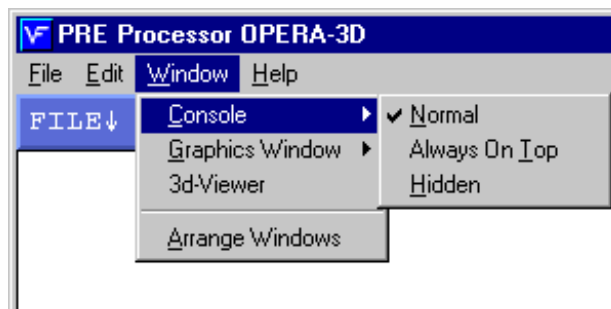 VF PRE Processor OPERA-3D
File Edit Window Help
FILE↓ Console ✔ Normal
Graphics Window Always On Top
3d-Viewer Hidden
Arrange Windows